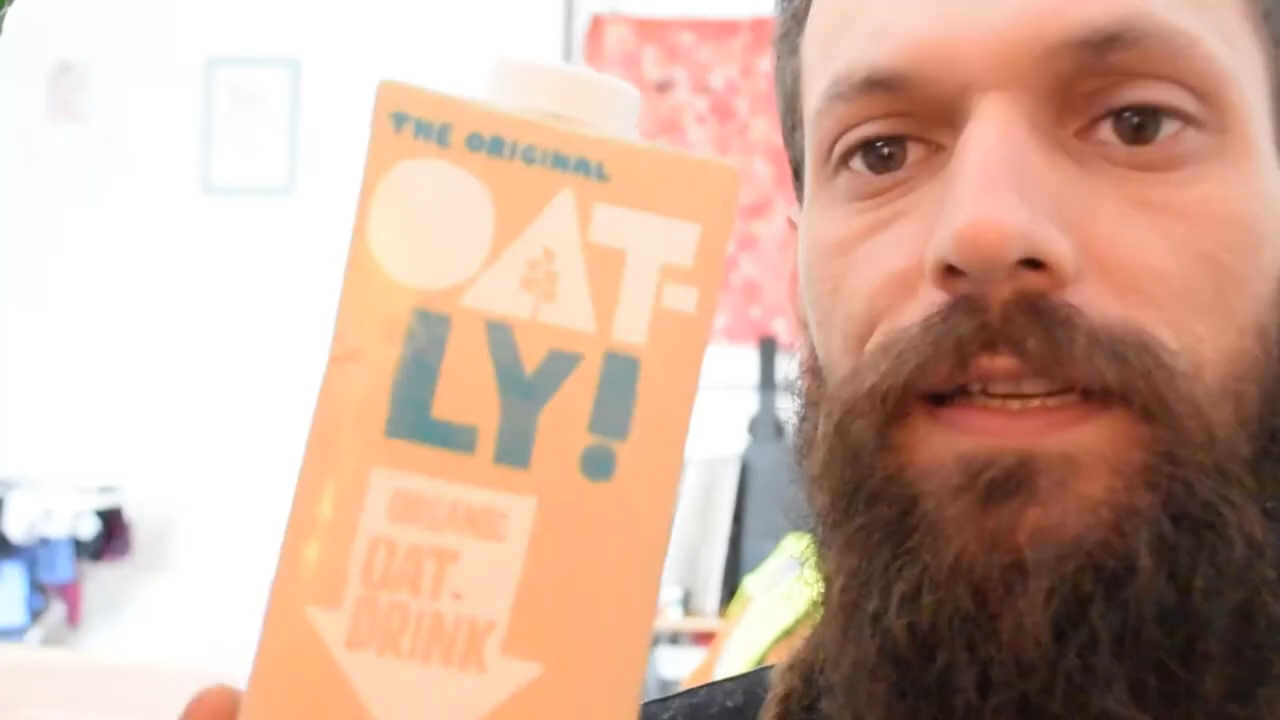 THE ORIGINAL
OAT-
LY!
ORGANIC
OAT
DRINK